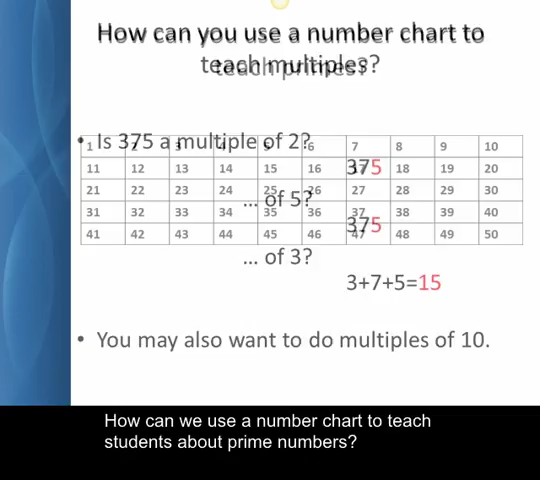 How can you use a number chart to
teach multiples?
teach primes?
• Is 375 a multiple of 2?
1 2 3 4 5 6 7 8 9 10
375
11 12 13 14 15 16 17 18 19 20
... of 5?
21 22 23 24 25 26 27 28 29 30
375
31 32 33 34 35 36 37 38 39 40
41 42 43 44 45 46 47 48 49 50
... of 3?
3+7+5=15
• You may also want to do multiples of 10.
How can we use a number chart to teach
students about prime numbers?